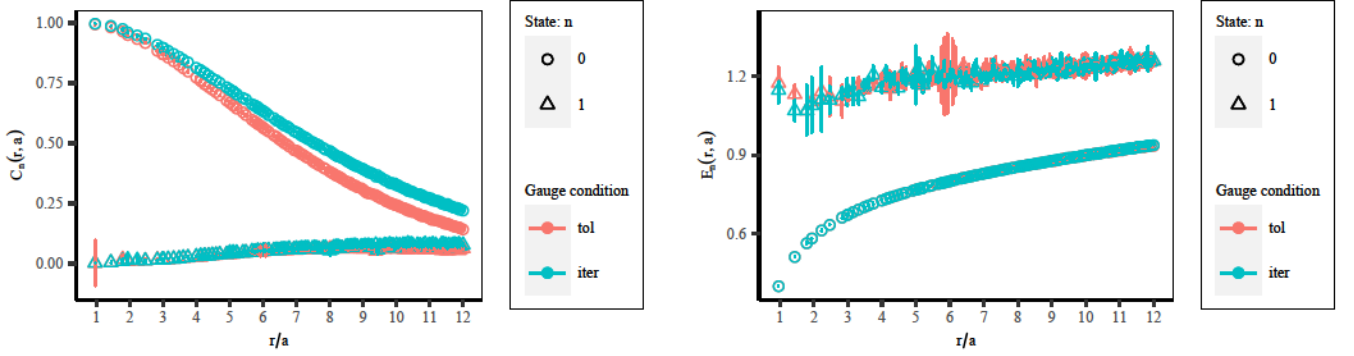 1.00
0.75
0.50
0.25
0.00
C_n(r, a)
1 2 3 4 5 6 7 8 9 10 11 12
r/a
State: n
0
1
Gauge condition
tol
iter
1.2
0.9
0.6
E_n(r, a)
1 2 3 4 5 6 7 8 9 10 11 12
r/a
State: n
0
1
Gauge condition
tol
iter